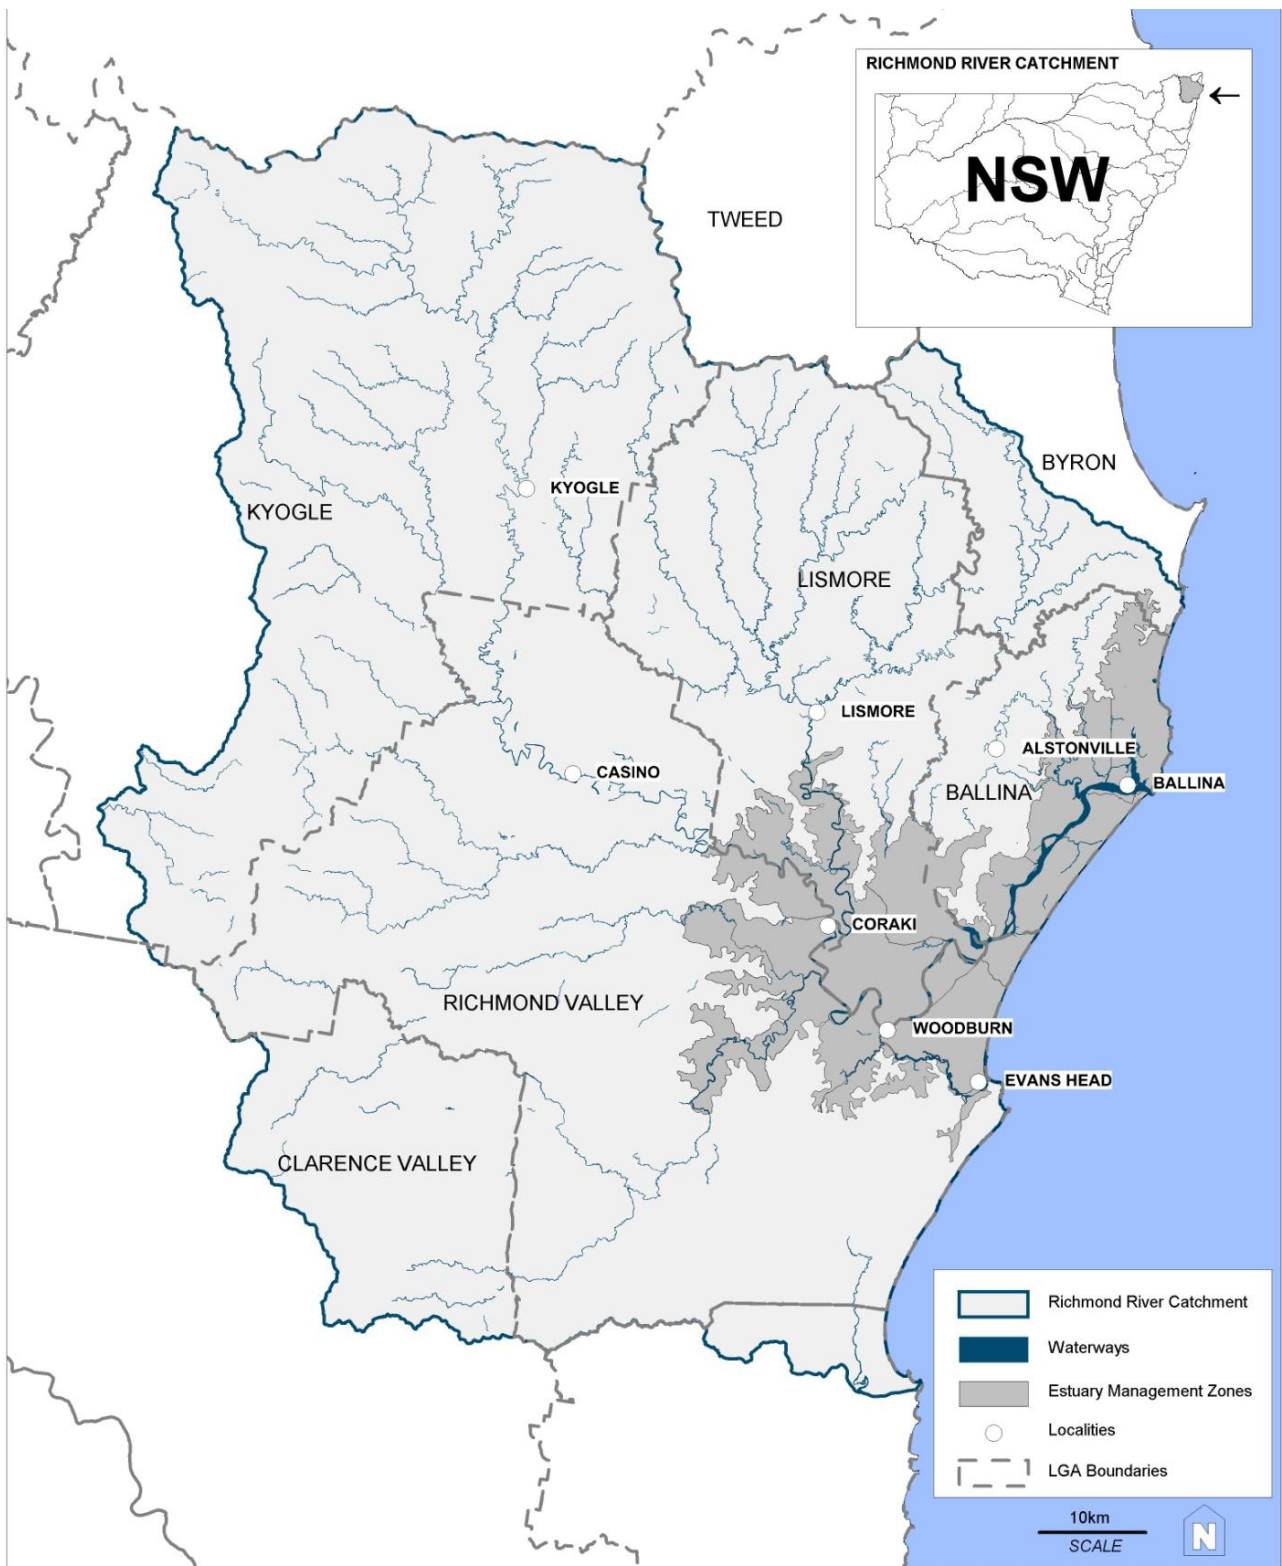 RICHMOND RIVER CATCHMENT
NSW
TWEED
BYRON
KYOGLE
KYOGLE
LISMORE
LISMORE
ALSTONVILLE
CASINO
BALLINA
BALLINA
CORAKI
RICHMOND VALLEY
WOODBURN
EVANS HEAD
CLARENCE VALLEY
Richmond River Catchment
Waterways
Estuary Management Zones
Localities
LGA Boundaries
10km
SCALE
N